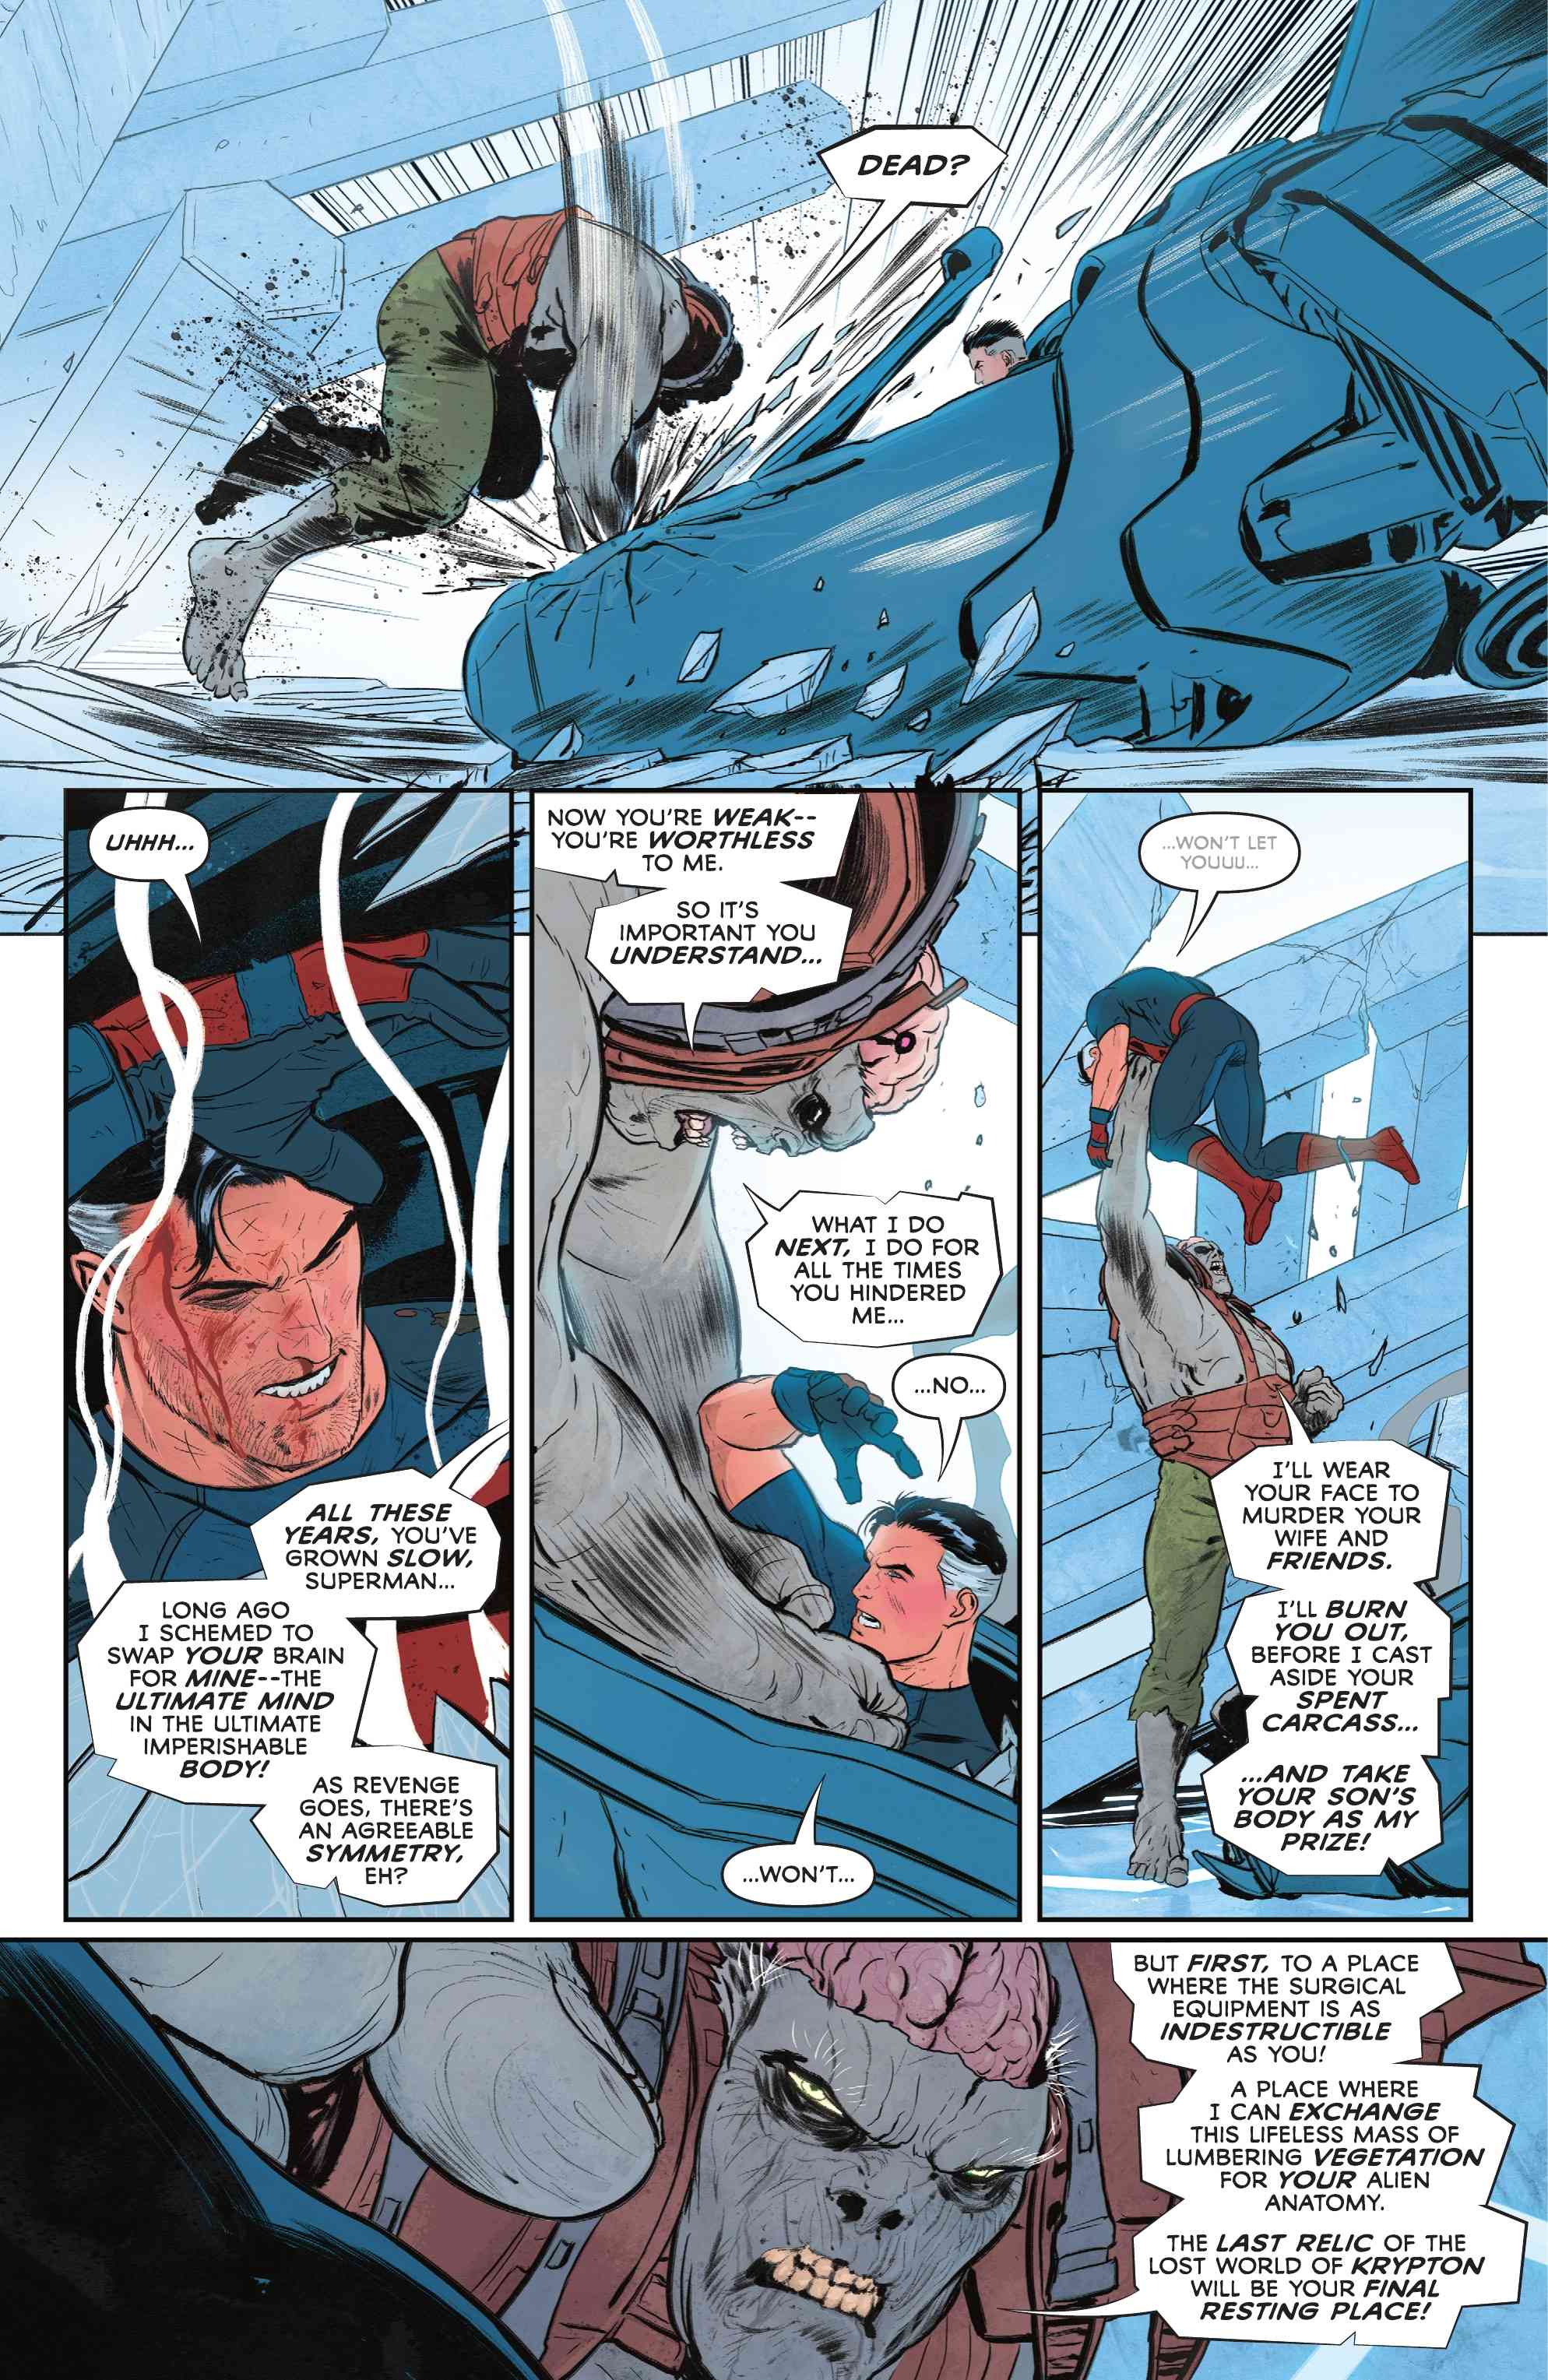 DEAD?
UHHH...
ALL THESE
YEARS, YOU'VE
GROWN SLOW,
SUPERMAN...
LONG AGO
I SCHEMED TO
SWAP YOUR BRAIN
FOR MINE--THE
ULTIMATE MIND
IN THE ULTIMATE
IMPERISHABLE
BODY!
AS REVENGE
GOES, THERE'S
AN AGREEABLE
SYMMETRY,
EH?
NOW YOU'RE WEAK--
YOU'RE WORTHLESS
TO ME.
SO IT'S
IMPORTANT YOU
UNDERSTAND...
WHAT I DO
NEXT, I DO FOR
ALL THE TIMES
YOU HINDERED
ME...
...NO...
...WON'T...
...WON'T LET
YOUUU...
I'LL WEAR
YOUR FACE TO
MURDER YOUR
WIFE AND
FRIENDS.
I'LL BURN
YOU OUT,
BEFORE I CAST
ASIDE YOUR
SPENT
CARCASS...
...AND TAKE
YOUR SON'S
BODY AS MY
PRIZE!
BUT FIRST, TO A PLACE
WHERE THE SURGICAL
EQUIPMENT IS AS
INDESTRUCTIBLE
AS YOU!
A PLACE WHERE
I CAN EXCHANGE
THIS LIFELESS MASS OF
LUMBERING VEGETATION
FOR YOUR ALIEN
ANATOMY.
THE LAST RELIC OF THE
LOST WORLD OF KRYPTON
WILL BE YOUR FINAL
RESTING PLACE!